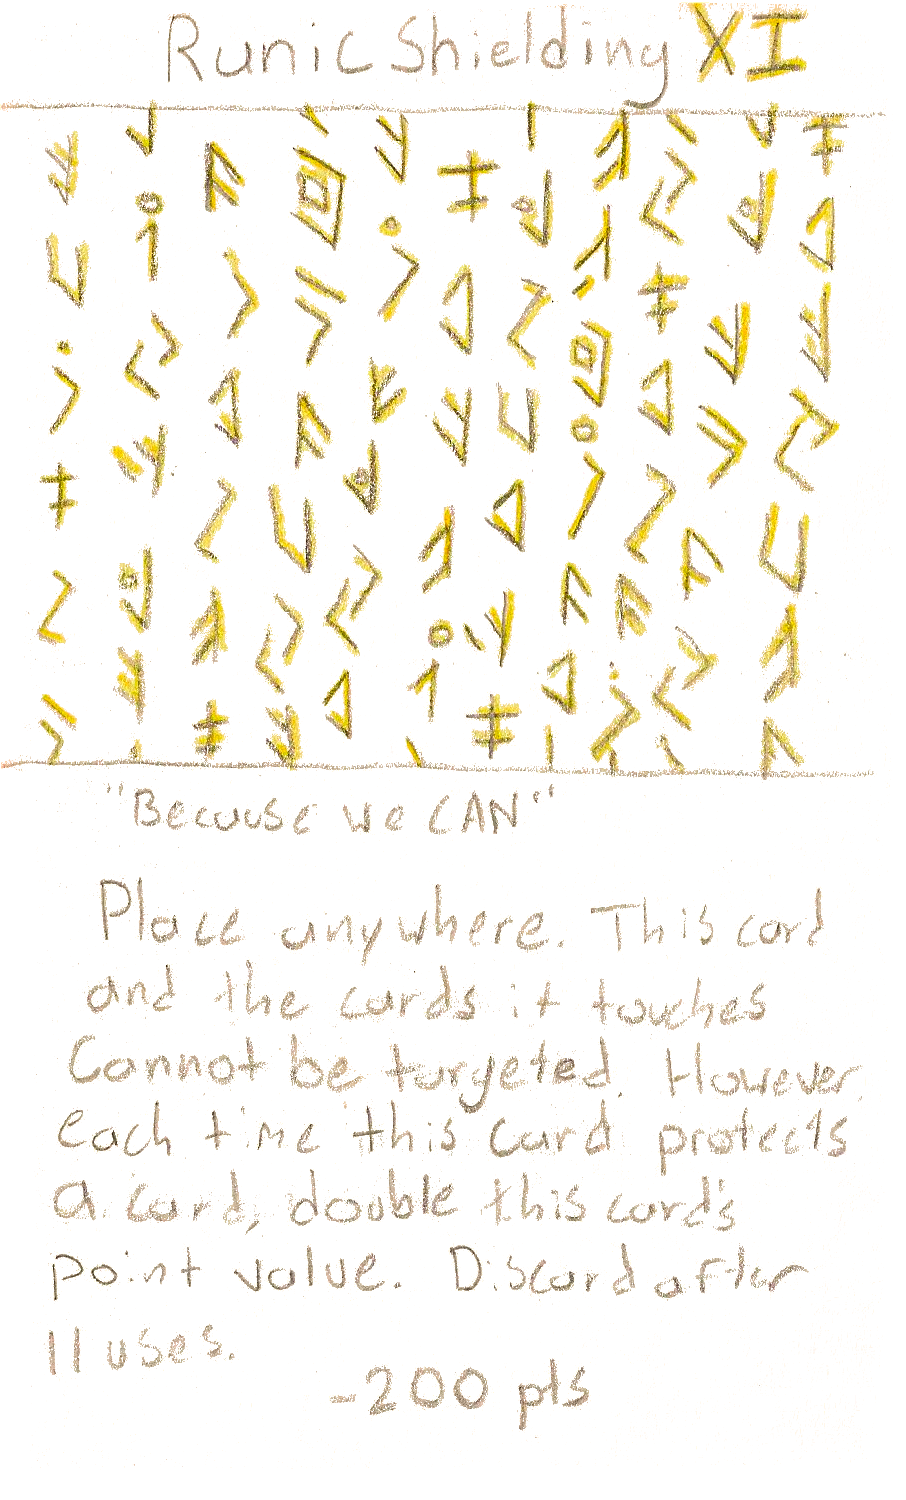 Runic Shielding XI
"Because we CAN"
Place anywhere. This card
and the cards it touches
Cannot be targeted. However,
each time this card protects
a card, double this card's
point value. Discard after
11 uses.
-200 pts